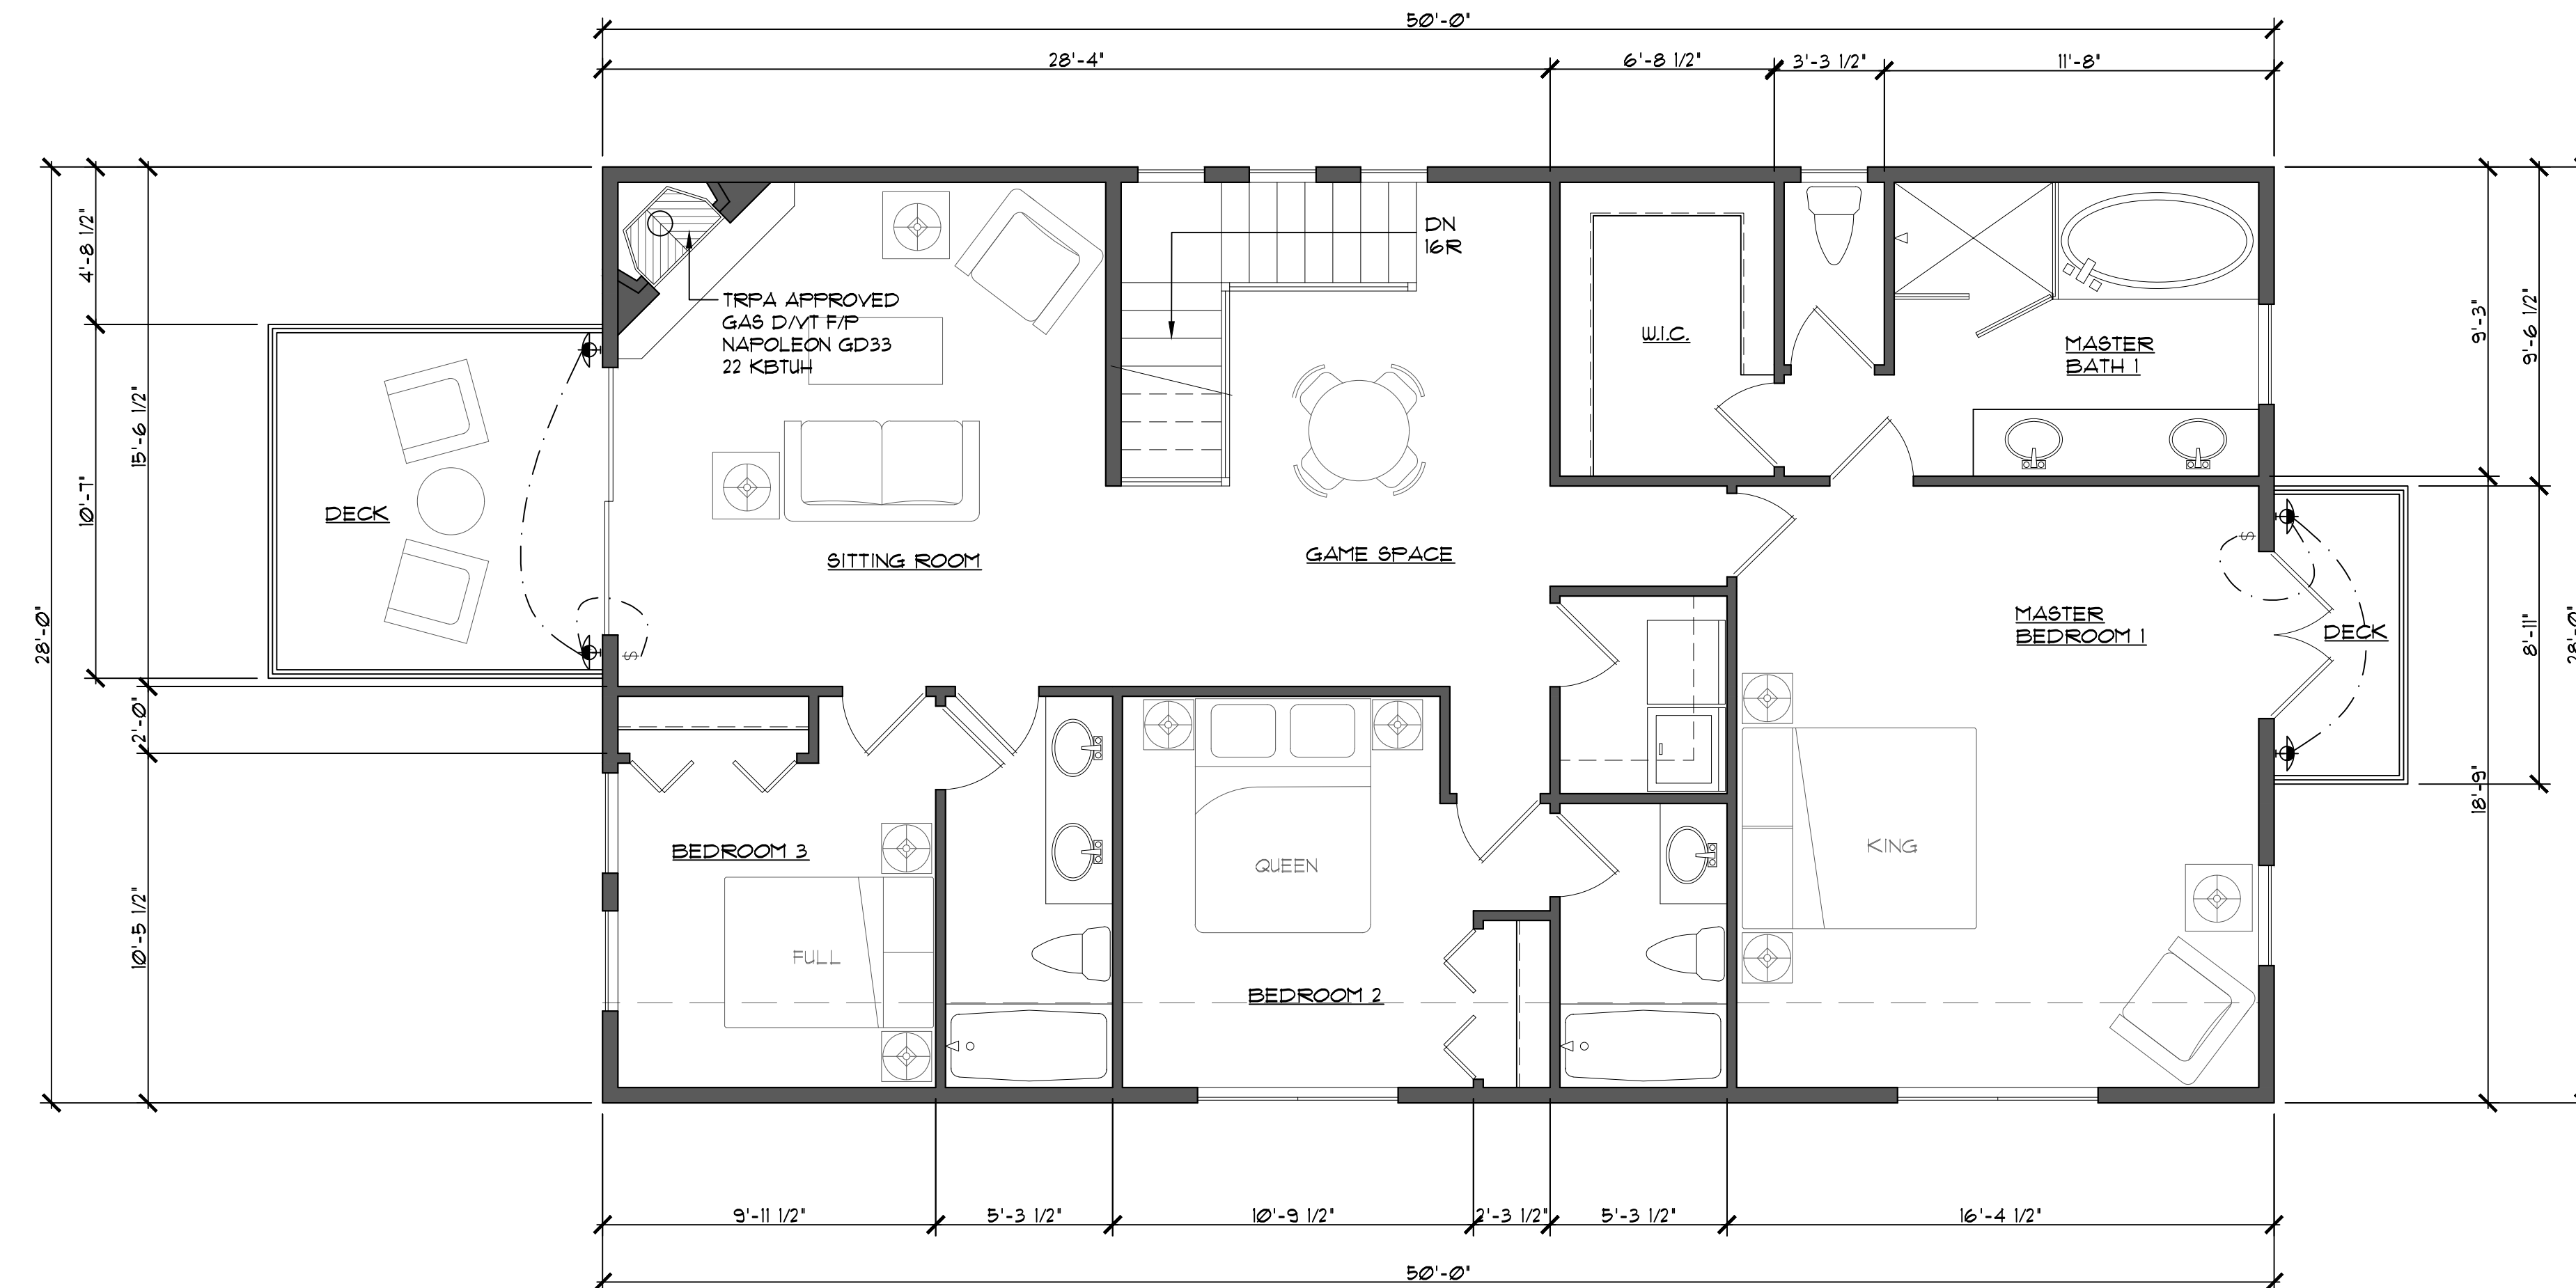 50'-0"
28'-4"
6'-8 1/2"
3'-3 1/2"
11'-8"
4'-8 1/2"
10'-7"
15'-6 1/2"
2'-0"
10'-5 1/2"
28'-0"
DN
16R
TRPA APPROVED
GAS D/VT F/P
NAPOLEON GD33
22 KBTUH
W.I.C.
MASTER
BATH 1
DECK
SITTING ROOM
GAME SPACE
MASTER
BEDROOM 1
DECK
S
S
BEDROOM 3
FULL
QUEEN
BEDROOM 2
KING
9'-3"
9'-6 1/2"
8'-11"
18'-9"
28'-0"
9'-11 1/2"
5'-3 1/2"
10'-9 1/2"
2'-3 1/2"
5'-3 1/2"
16'-4 1/2"
50'-0"